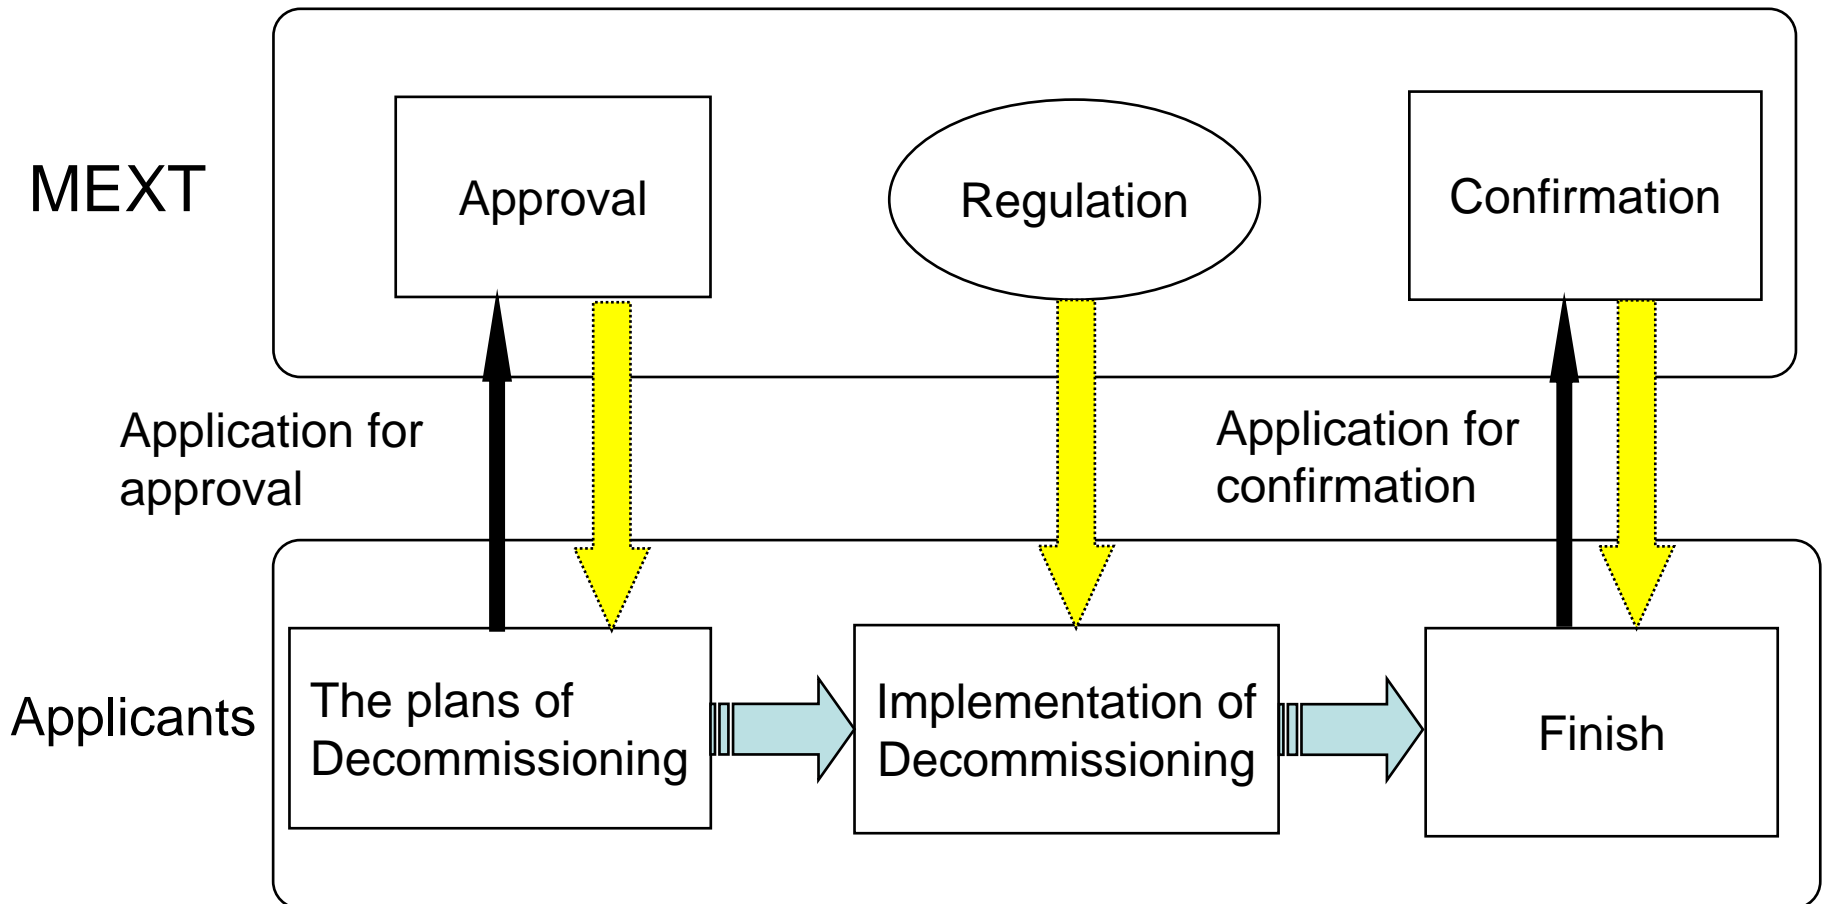 MEXT
Approval
Regulation
Confirmation
Application for
approval
Application for
confirmation
Applicants
The plans of
Decommissioning
Implementation of
Decommissioning
Finish